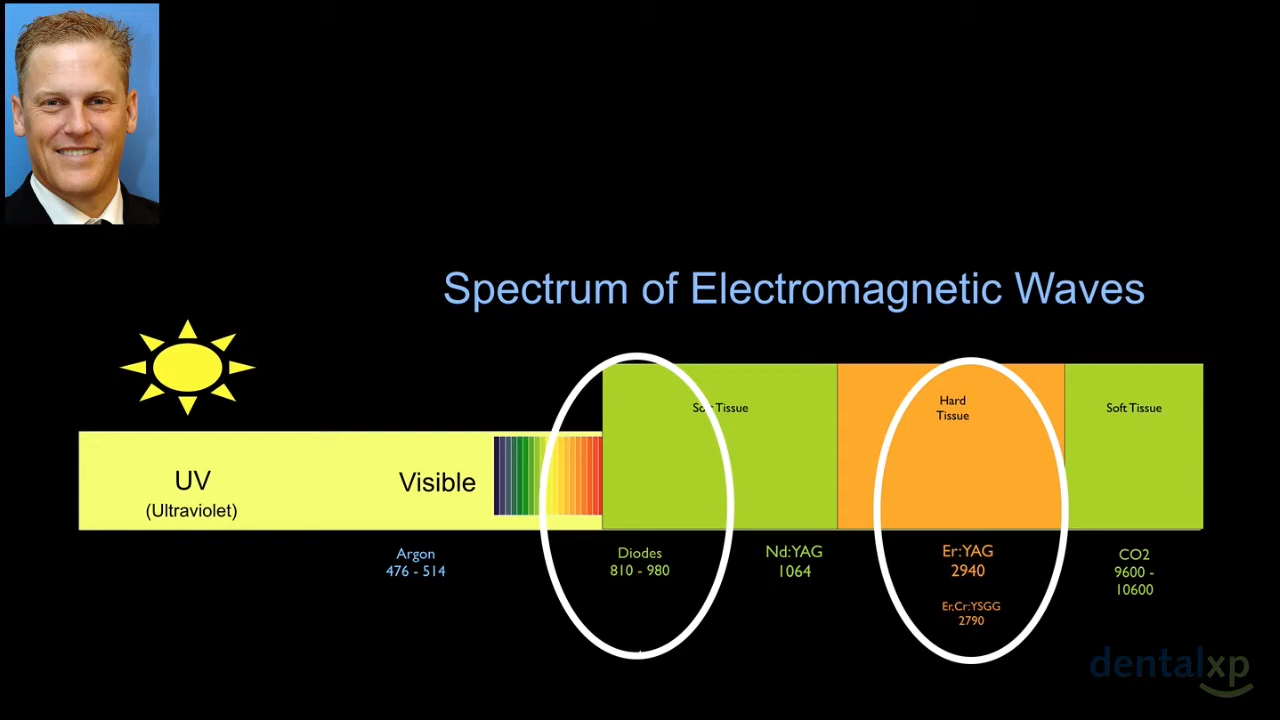 Spectrum of Electromagnetic Waves
Soft Tissue
Hard
Tissue
Soft Tissue
UV
(Ultraviolet)
Visible
Argon
476 - 514
Diodes
810 - 980
Nd:YAG
1064
Er:YAG
2940
Er,Cr:YSGG
2790
CO2
9600 -
10600
dentalxp